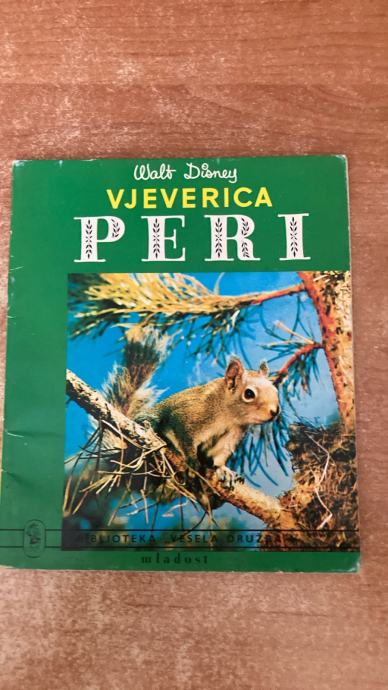 Walt Disney
VJEVERICA
PERI
BIBLIOTEKA „VESELA DRUŽBA"
mladost